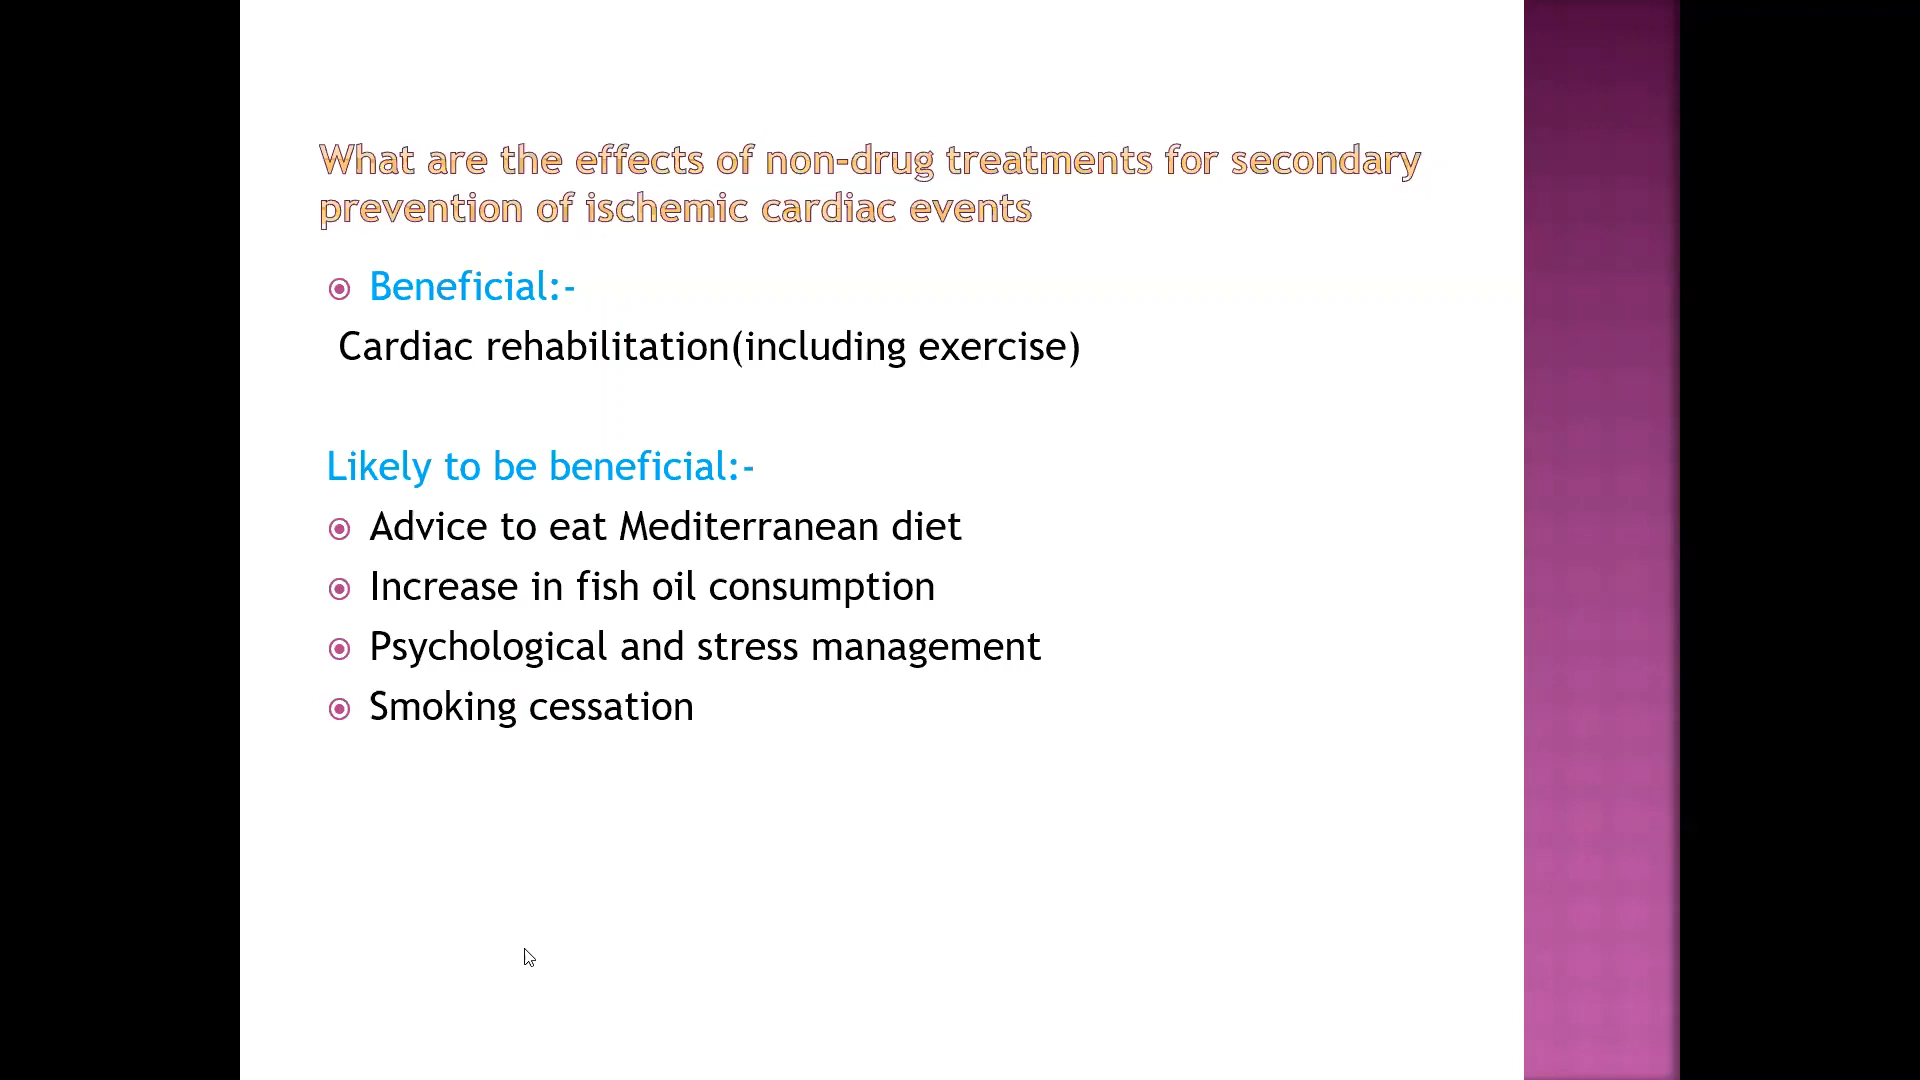 What are the effects of non-drug treatments for secondary
prevention of ischemic cardiac events
Beneficial:-
Cardiac rehabilitation(including exercise)
Likely to be beneficial:-
Advice to eat Mediterranean diet
Increase in fish oil consumption
Psychological and stress management
Smoking cessation